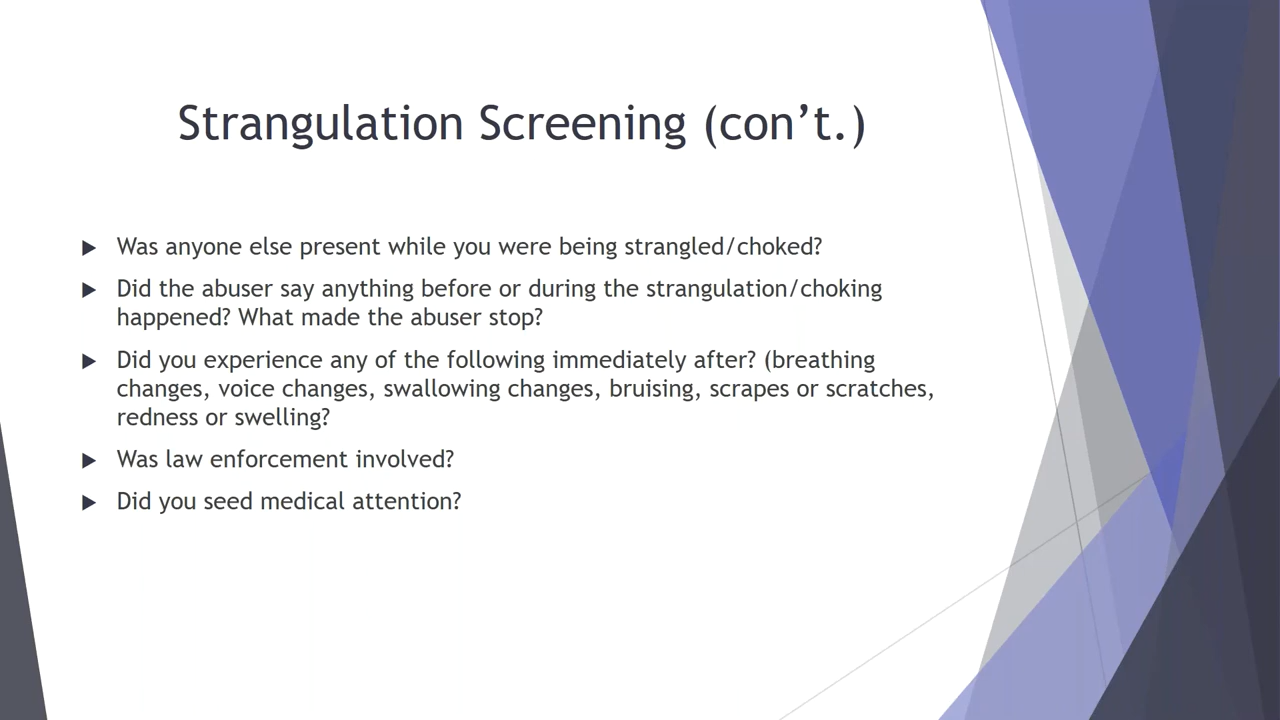 Strangulation Screening (con’t.)
Was anyone else present while you were being strangled/choked?
Did the abuser say anything before or during the strangulation/choking
happened? What made the abuser stop?
Did you experience any of the following immediately after? (breathing
changes, voice changes, swallowing changes, bruising, scrapes or scratches,
redness or swelling?
Was law enforcement involved?
Did you seed medical attention?